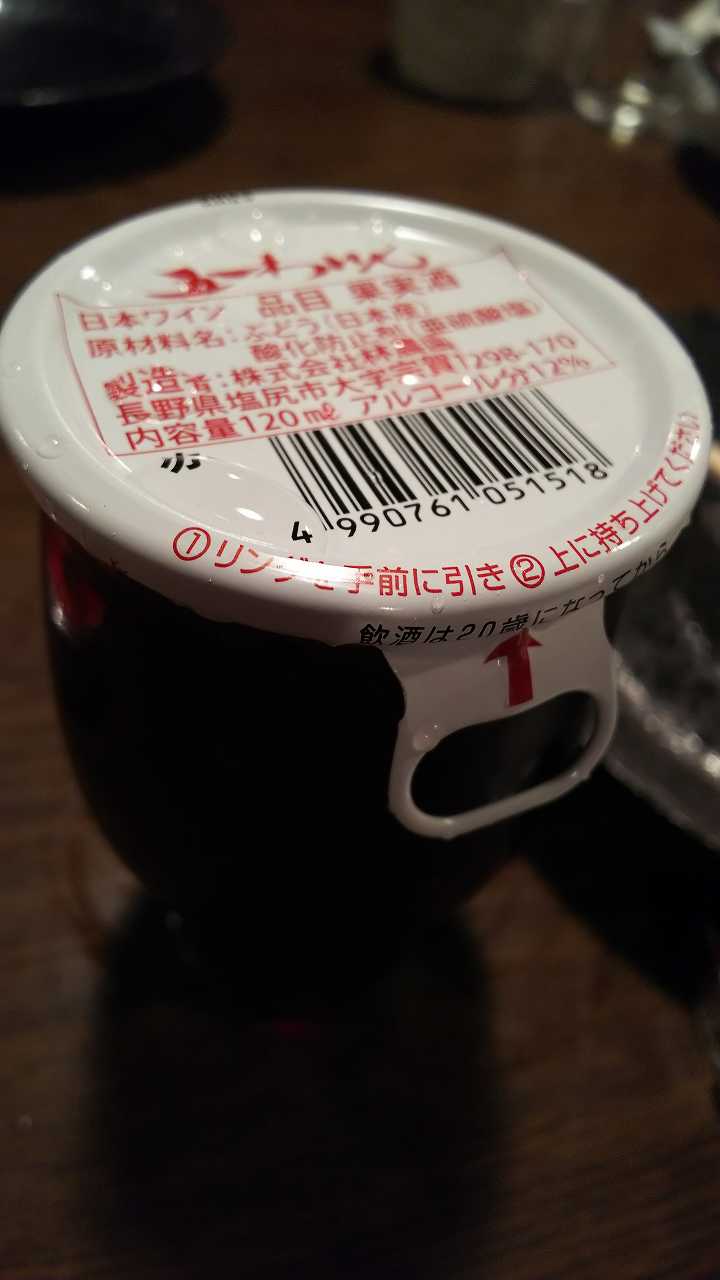 日本ワイン 品目 果実酒
原材料名:ぶどう(日本産)
酸化防止剤(亜硫酸塩)
製造者:株式会社林農園
長野県塩尻市大字宗賀1298-170
内容量120mℓ アルコール分12%
4 990761 051518
①リングを手前に引き②上に持ち上げてください
飲酒は20歳になってから